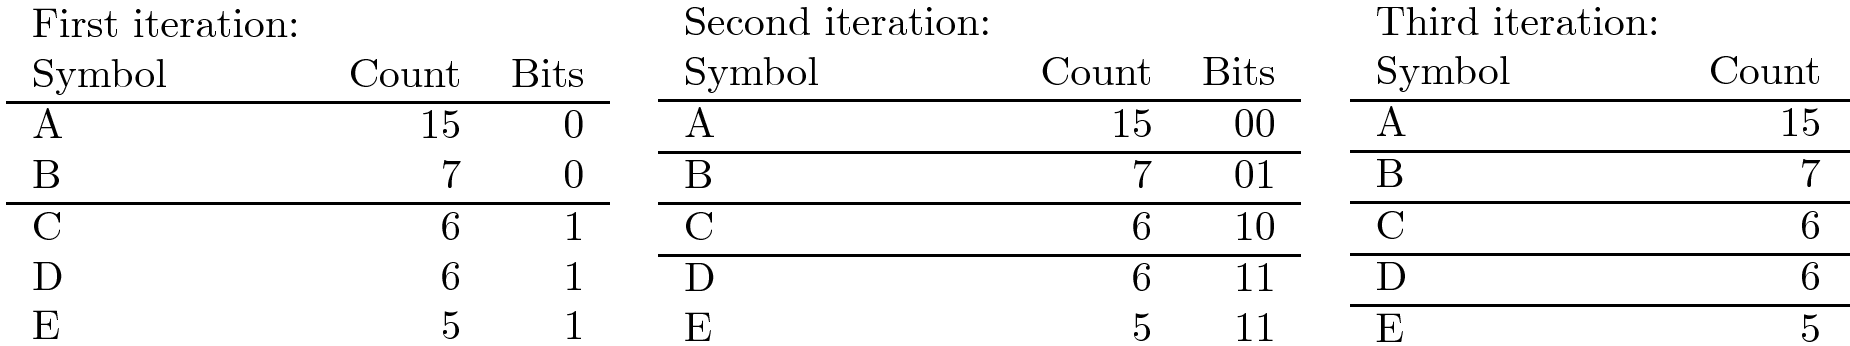 First iteration:
Symbol Count Bits
A 15 0
B 7 0
C 6 1
D 6 1
E 5 1
Second iteration:
Symbol Count Bits
A 15 00
B 7 01
C 6 10
D 6 11
E 5 11
Third iteration:
Symbol Count
A 15
B 7
C 6
D 6
E 5